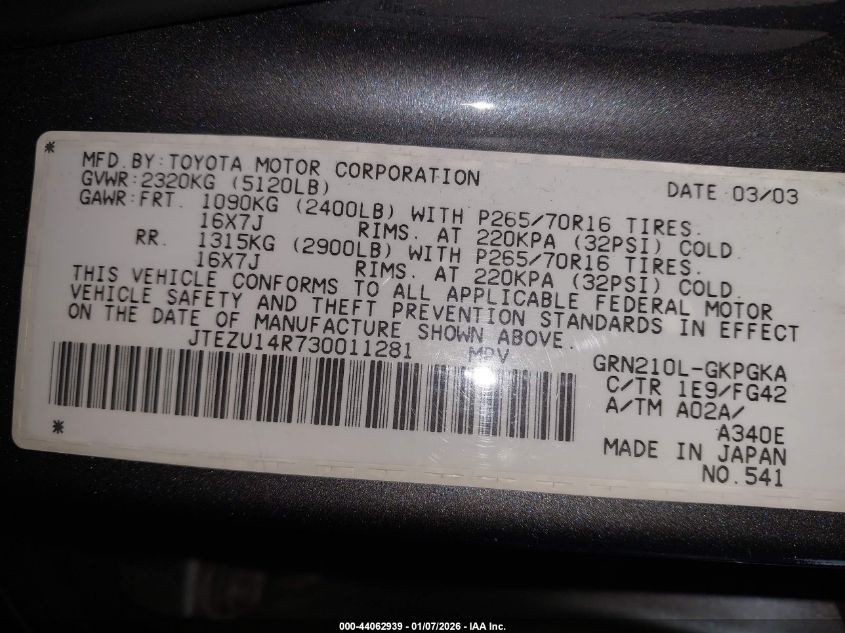 MFD.BY:TOYOTA MOTOR CORPORATION DATE 03/03
GVWR:2320KG (5120LB)
GAWR:FRT. 1090KG (2400LB) WITH P265/70R16 TIRES.
16X7J RIMS. AT 220KPA (32PSI) COLD.
RR. 1315KG (2900LB) WITH P265/70R16 TIRES.
16X7J RIMS. AT 220KPA (32PSI) COLD.
THIS VEHICLE CONFORMS TO ALL APPLICABLE FEDERAL MOTOR
VEHICLE SAFETY AND THEFT PREVENTION STANDARDS IN EFFECT
ON THE DATE OF MANUFACTURE SHOWN ABOVE.
JTEZU14R730011281 MPV
GRN210L-GKPGKA
C/TR 1E9/FG42
A/TM A02A/
A340E
MADE IN JAPAN
NO.541
000-44062939 - 01/07/2026 - IAA Inc.